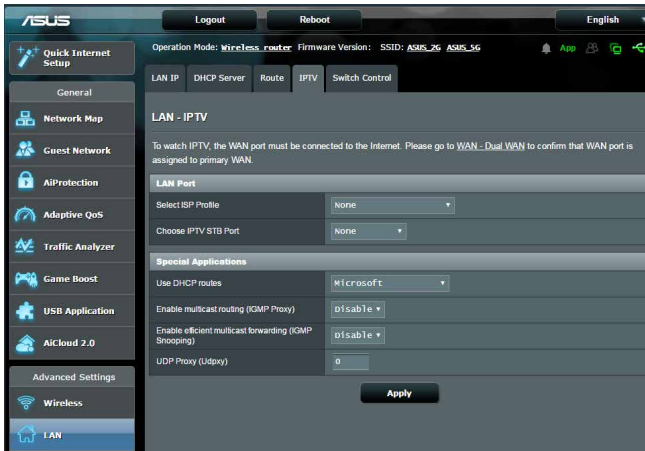 ASUS
Logout
Reboot
English
Quick Internet
Setup
Operation Mode: Wireless router Firmware Version: SSID: ASUS_2G ASUS_5G
App
LAN IP
DHCP Server
Route
IPTV
Switch Control
General
Network Map
Guest Network
AiProtection
Adaptive QoS
Traffic Analyzer
Game Boost
USB Application
AiCloud 2.0
Advanced Settings
Wireless
LAN
LAN - IPTV
To watch IPTV, the WAN port must be connected to the Internet. Please go to WAN - Dual WAN to confirm that WAN port is
assigned to primary WAN.
LAN Port
Select ISP Profile
None
Choose IPTV STB Port
None
Special Applications
Use DHCP routes
Microsoft
Enable multicast routing (IGMP Proxy)
Disable
Enable efficient multicast forwarding (IGMP
Snooping)
Disable
UDP Proxy (Udpxy)
0
Apply